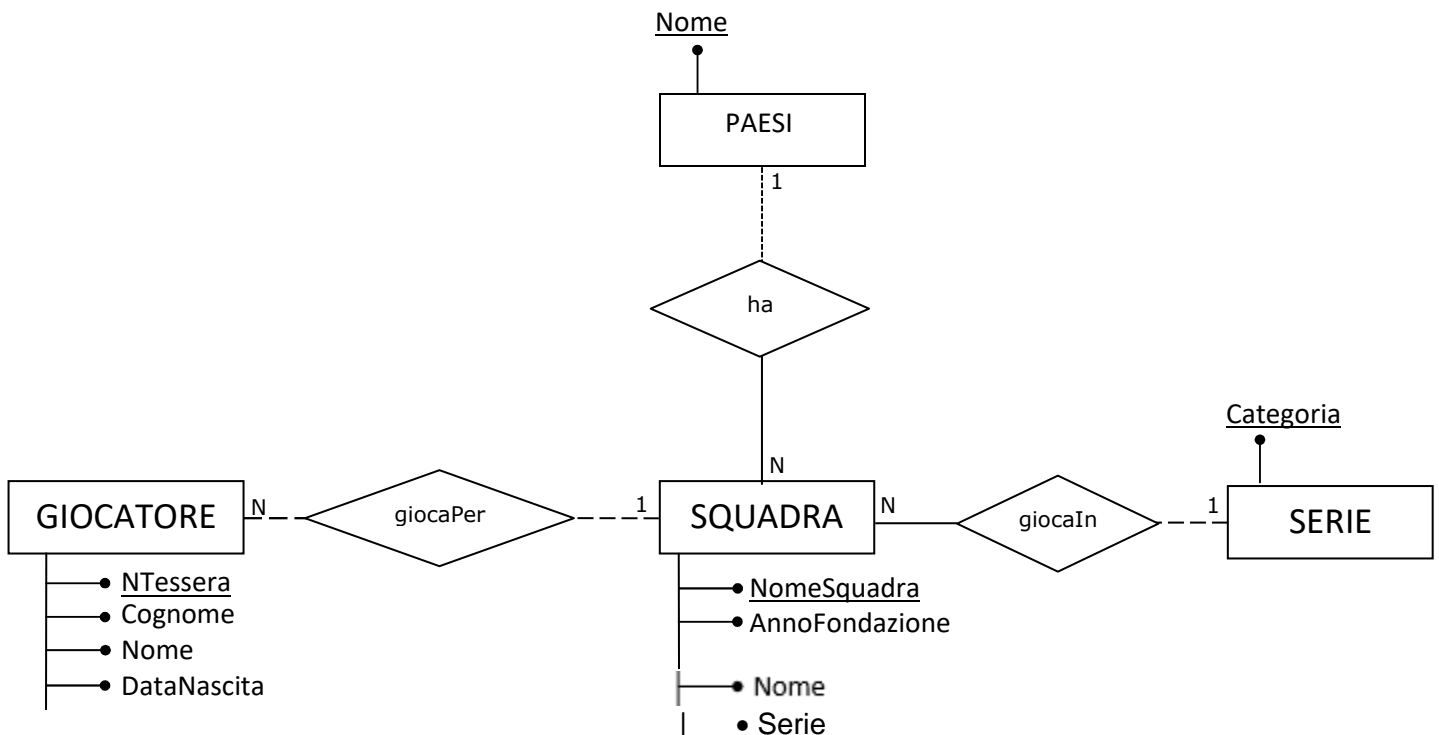 Nome
PAESI
1
ha
N
Categoria
GIOCATORE
N
giocaPer
1
SQUADRA
N
giocaIn
1
SERIE
NTessera
Cognome
Nome
DataNascita
NomeSquadra
AnnoFondazione
Nome
Serie